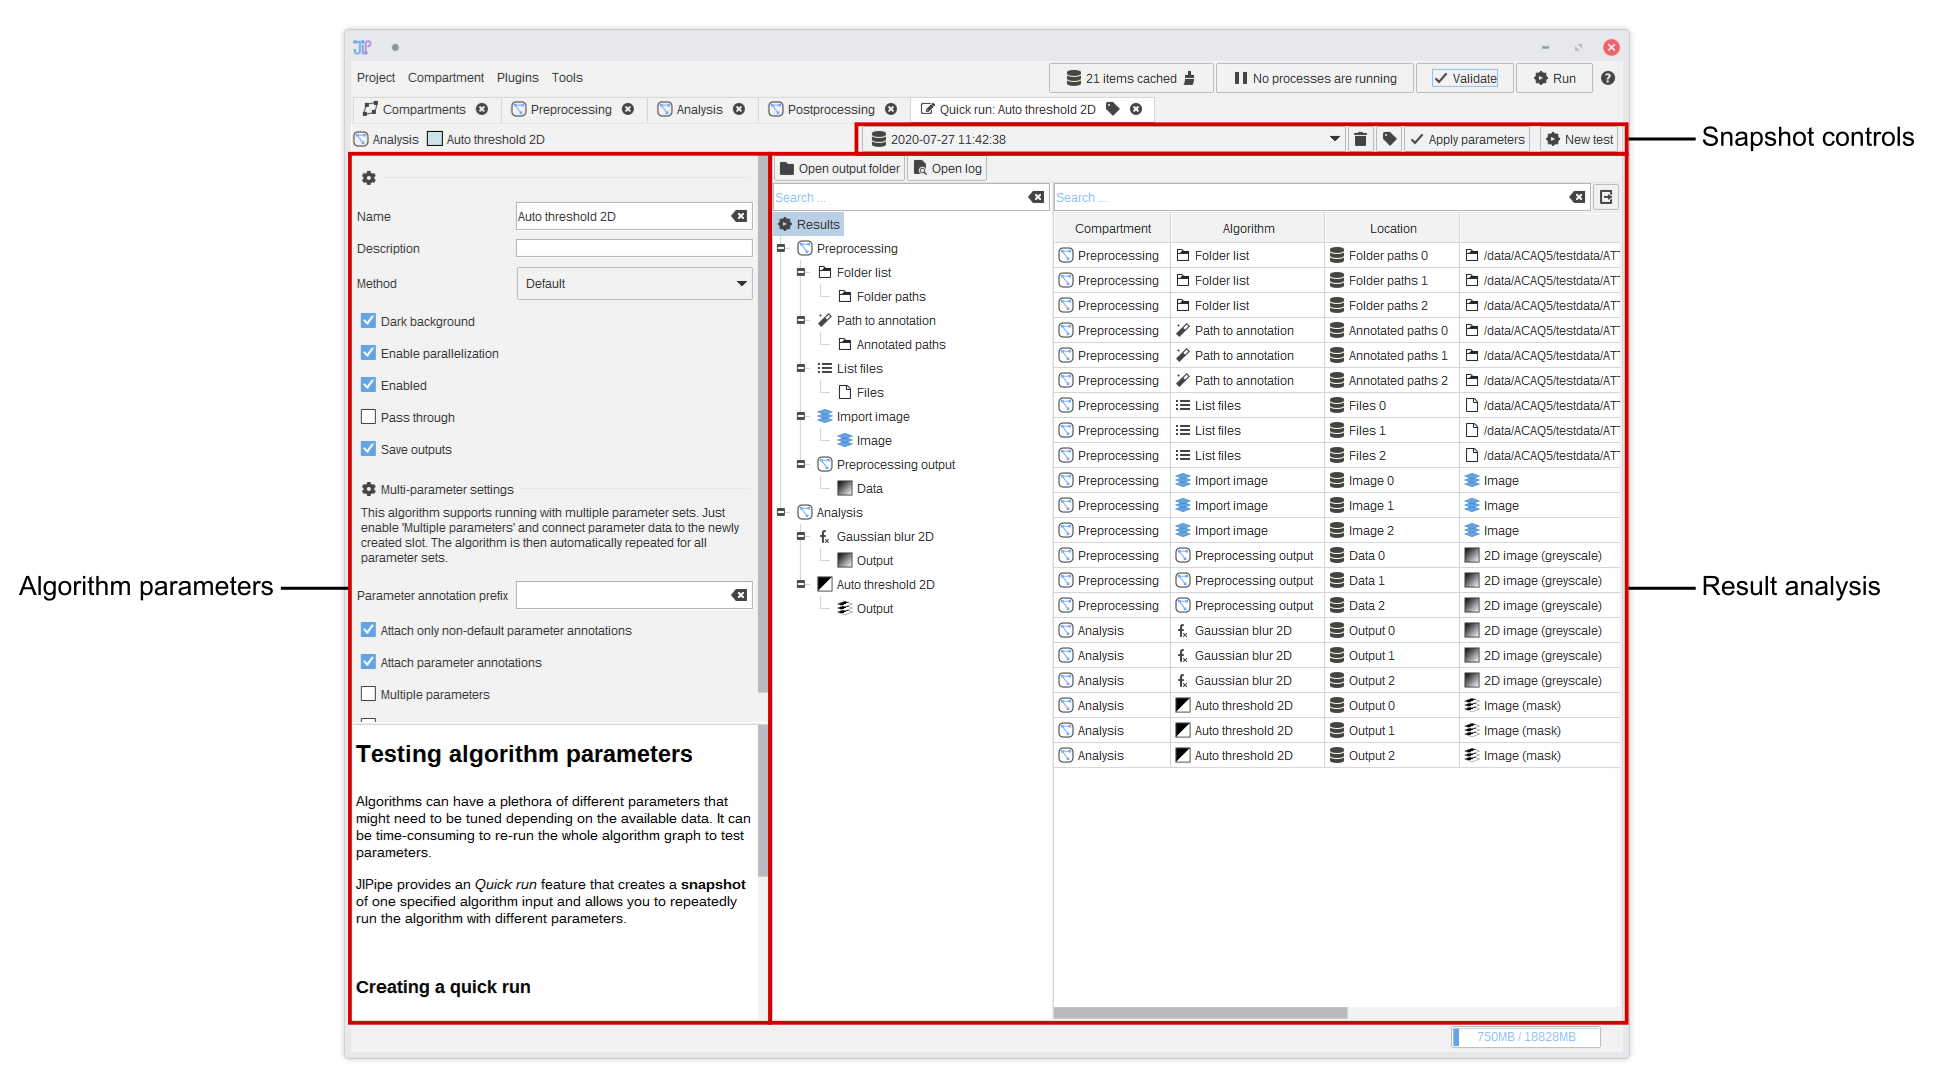 JIP
Project Compartment Plugins Tools
21 items cached
No processes are running
Validate
Run
Compartments
Preprocessing
Analysis
Postprocessing
Quick run: Auto threshold 2D
Analysis Auto threshold 2D
2020-07-27 11:42:38
Apply parameters
New test
Snapshot controls
Algorithm parameters
Result analysis
Name
Auto threshold 2D
Description
Method
Default
Dark background
Enable parallelization
Enabled
Pass through
Save outputs
Multi-parameter settings
This algorithm supports running with multiple parameter sets. Just
enable 'Multiple parameters' and connect parameter data to the newly
created slot. The algorithm is then automatically repeated for all
parameter sets.
Parameter annotation prefix
Attach only non-default parameter annotations
Attach parameter annotations
Multiple parameters
Testing algorithm parameters
Algorithms can have a plethora of different parameters that
might need to be tuned depending on the available data. It can
be time-consuming to re-run the whole algorithm graph to test
parameters.
JIPipe provides an Quick run feature that creates a snapshot
of one specified algorithm input and allows you to repeatedly
run the algorithm with different parameters.
Creating a quick run
Open output folder
Open log
Search ...
Results
Preprocessing
Folder list
Folder paths
Path to annotation
Annotated paths
List files
Files
Import image
Image
Preprocessing output
Data
Analysis
Gaussian blur 2D
Output
Auto threshold 2D
Output
Search ...
Compartment Algorithm Location
Preprocessing Folder list Folder paths 0 /data/ACAQ5/testdata/ATT
Preprocessing Folder list Folder paths 1 /data/ACAQ5/testdata/ATT
Preprocessing Folder list Folder paths 2 /data/ACAQ5/testdata/ATT
Preprocessing Path to annotation Annotated paths 0 /data/ACAQ5/testdata/ATT
Preprocessing Path to annotation Annotated paths 1 /data/ACAQ5/testdata/ATT
Preprocessing Path to annotation Annotated paths 2 /data/ACAQ5/testdata/ATT
Preprocessing List files Files 0 /data/ACAQ5/testdata/ATT
Preprocessing List files Files 1 /data/ACAQ5/testdata/ATT
Preprocessing List files Files 2 /data/ACAQ5/testdata/ATT
Preprocessing Import image Image 0 Image
Preprocessing Import image Image 1 Image
Preprocessing Import image Image 2 Image
Preprocessing Preprocessing output Data 0 2D image (greyscale)
Preprocessing Preprocessing output Data 1 2D image (greyscale)
Preprocessing Preprocessing output Data 2 2D image (greyscale)
Analysis Gaussian blur 2D Output 0 2D image (greyscale)
Analysis Gaussian blur 2D Output 1 2D image (greyscale)
Analysis Gaussian blur 2D Output 2 2D image (greyscale)
Analysis Auto threshold 2D Output 0 Image (mask)
Analysis Auto threshold 2D Output 1 Image (mask)
Analysis Auto threshold 2D Output 2 Image (mask)
750MB / 18828MB